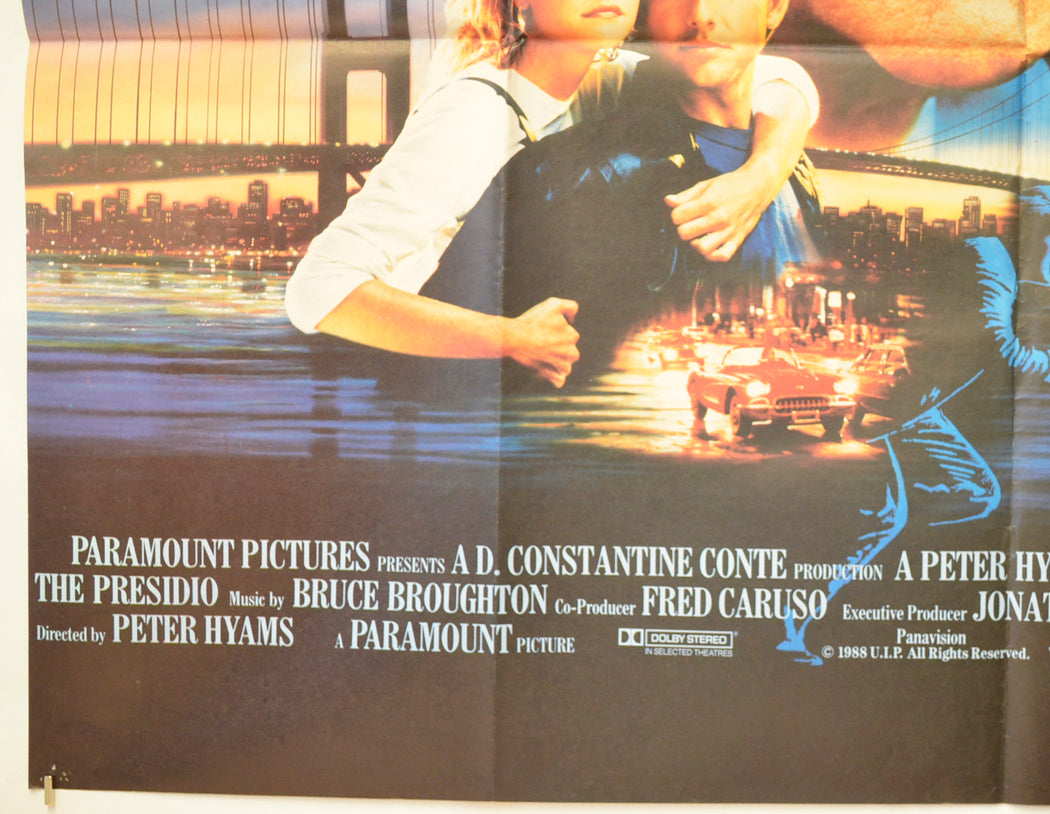 PARAMOUNT PICTURES PRESENTS A D. CONSTANTINE CONTE PRODUCTION A PETER HY
THE PRESIDIO Music by BRUCE BROUGHTON Co-Producer FRED CARUSO Executive Producer JONAT
Directed by PETER HYAMS A PARAMOUNT PICTURE DOLBY STEREO® Panavision
IN SELECTED THEATRES © 1988 U.I.P. All Rights Reserved.